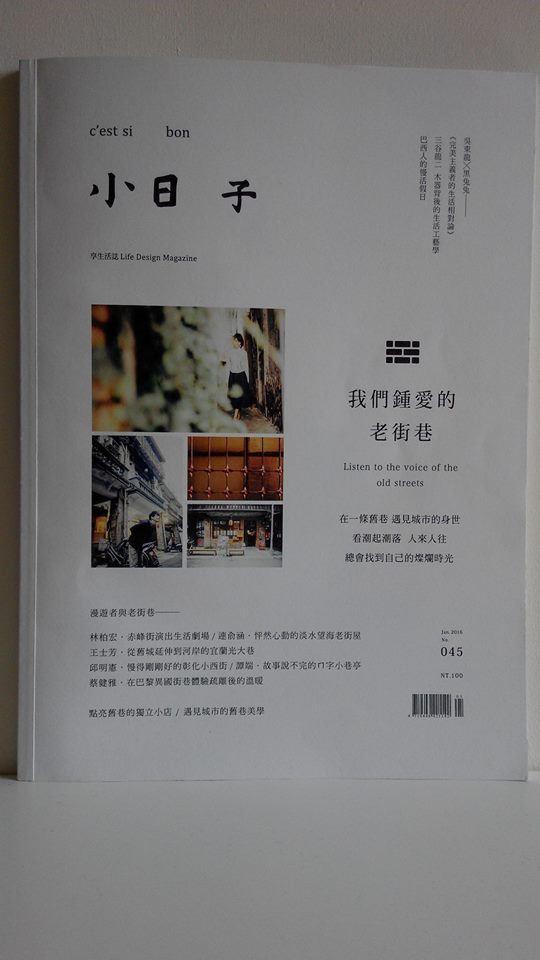 c'est si bon
小日子
享生活誌 Life Design Magazine
吳東龍╳黑兔兔——
《完美主義者的生活相對論》
三谷龍二 木器背後的生活工藝學
巴西人的慢活假日
我們鍾愛的
老街巷
Listen to the voice of the
old streets
在一條舊巷 遇見城市的身世
看潮起潮落 人來人往
總會找到自己的燦爛時光
漫遊者與老街巷——
林柏宏．赤峰街演出生活劇場 / 連俞涵．怦然心動的淡水望海老街屋
王士芳．從舊城延伸到河岸的宜蘭光大巷
邱明憲、慢得剛剛好的彰化小西街 / 譚端．故事說不完的ㄇ字小巷亭
蔡健雅．在巴黎異國街巷體驗疏離後的溫暖
點亮舊巷的獨立小店 / 遇見城市的舊巷美學
Jan. 2016
No.
045
NT.100